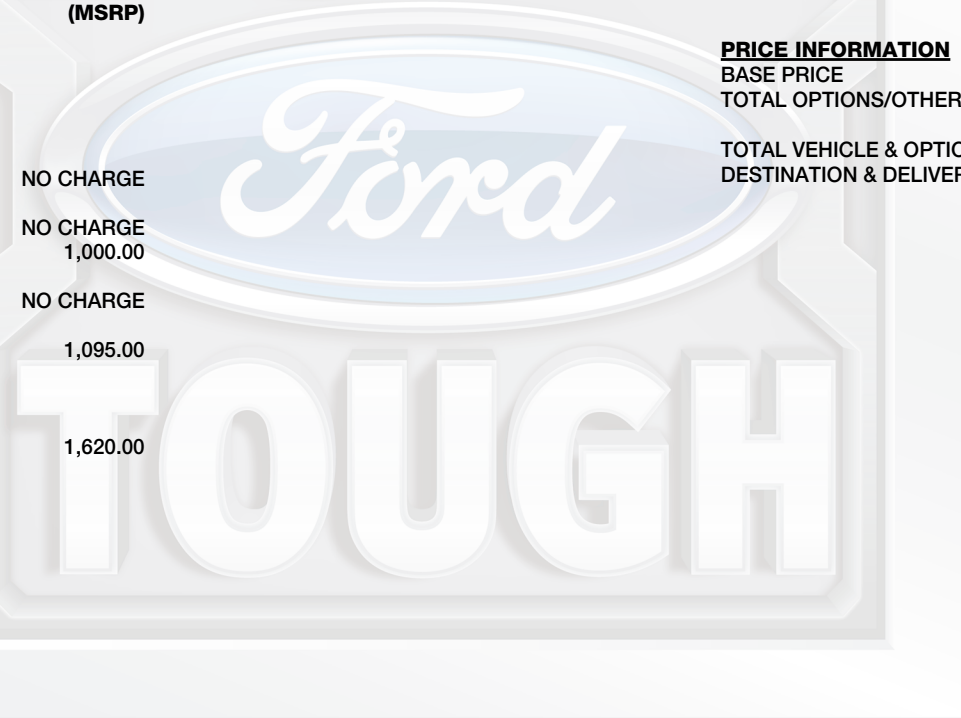 (MSRP)
NO CHARGE
NO CHARGE
1,000.00
NO CHARGE
1,095.00
1,620.00
PRICE INFORMATION
BASE PRICE
TOTAL OPTIONS/OTHER
TOTAL VEHICLE & OPTIO
DESTINATION & DELIVER
Ford
TOUGH